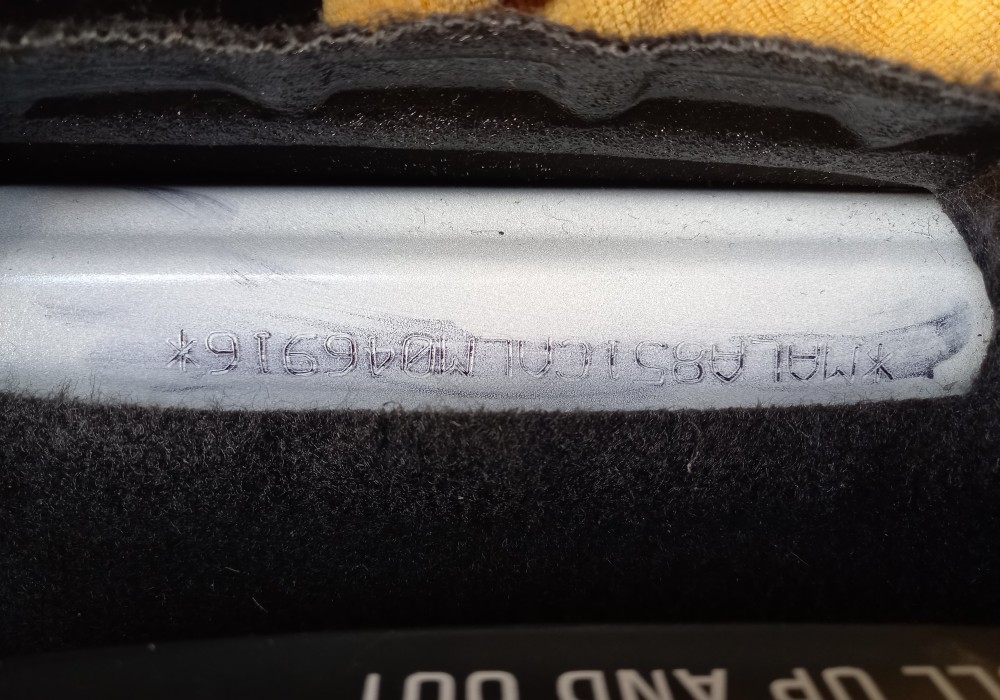 UP AND OUT
*MALA851CALM046916*